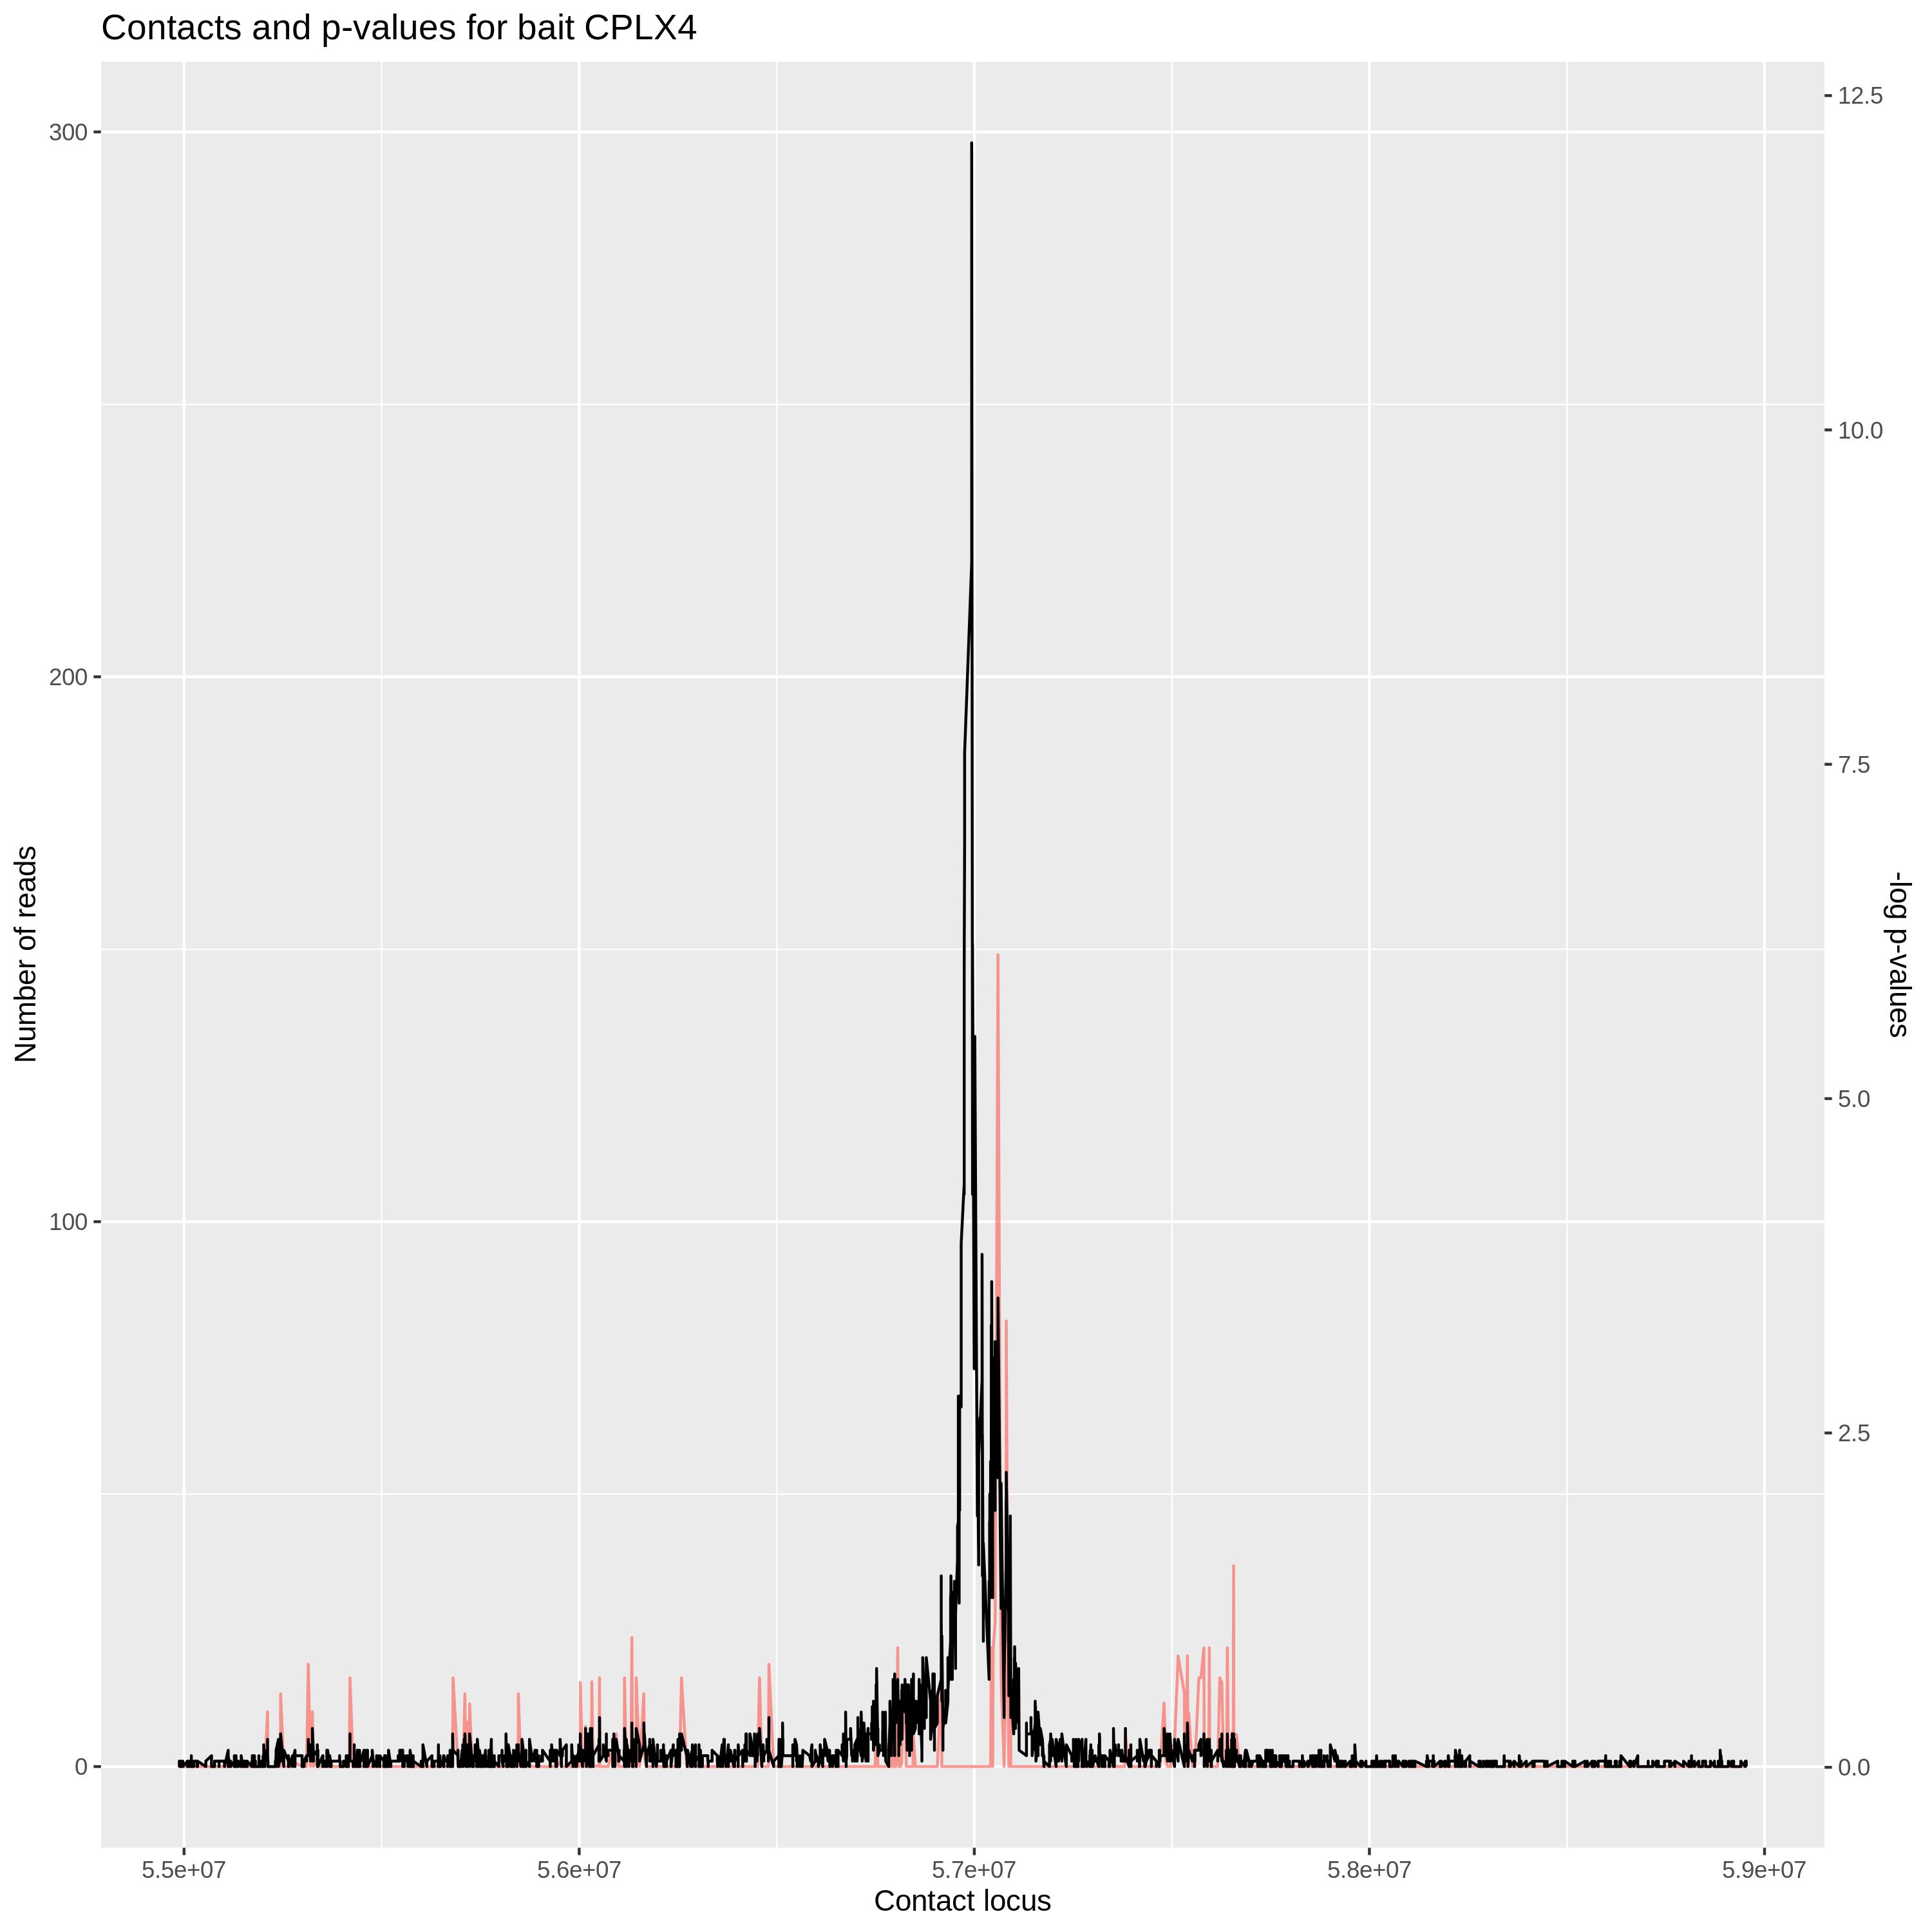 Contacts and p-values for bait CPLX4
300
200
100
0
Number of reads
12.5
10.0
7.5
5.0
2.5
0.0
-log p-values
5.5e+07
5.6e+07
5.7e+07
5.8e+07
5.9e+07
Contact locus